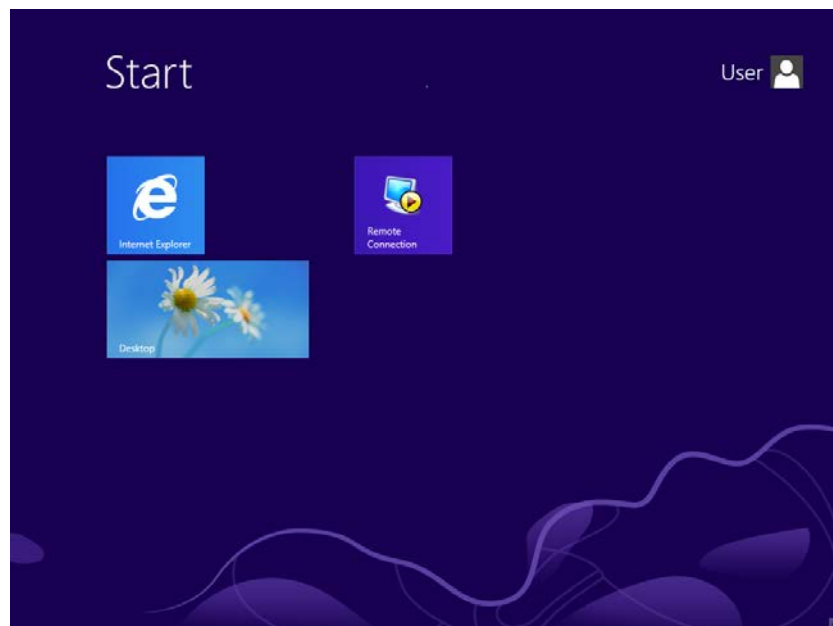 Start
User
Internet Explorer
Remote
Connection
Desktop